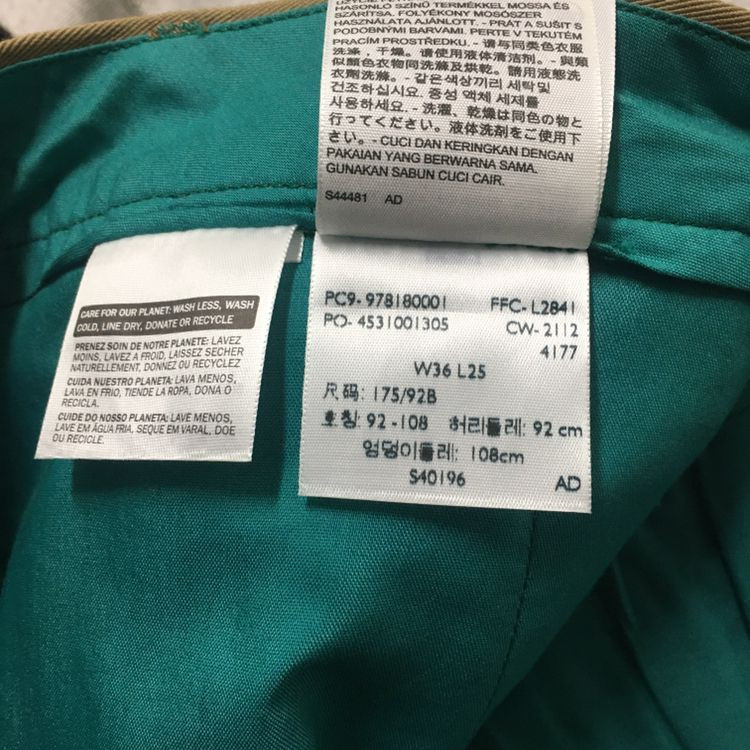 HASONLÓ SZÍNŰ TERMÉKKEL MOSSA ÉS
SZÁRÍTSA. FOLYÉKONY MOSÓSZER
HASZNÁLATA AJÁNLOTT. - PRÁT A SUŠIT S
PODOBNÝMI BARVAMI. PERTE V TEKUTÉM
PRACÍM PROSTŘEDKU. - 请与同类色衣服
洗涤，干燥。请使用液体清洁剂。- 與類
似顏色衣物同洗滌及烘乾。請用液態洗
衣劑洗滌. - 같은 색상끼리 세탁및
건조하십시요. 중성 액체 세제를
사용하세요. - 洗濯、乾燥は同色の物と
行ってください。液体洗剤をご使用下
さい。- CUCI DAN KERINGKAN DENGAN
PAKAIAN YANG BERWARNA SAMA.
GUNAKAN SABUN CUCI CAIR.
S44481 AD
CARE FOR OUR PLANET: WASH LESS, WASH
COLD, LINE DRY, DONATE OR RECYCLE
PRENEZ SOIN DE NOTRE PLANETE: LAVEZ
MOINS, LAVEZ A FROID, LAISSEZ SECHER
NATURELLEMENT, DONNEZ OU RECYCLEZ.
CUIDA NUESTRO PLANETA: LAVA MENOS,
LAVA EN FRIO, TIENDE LA ROPA, DONA O
RECICLA.
CUIDE DO NOSSO PLANETA: LAVE MENOS,
LAVE EM ÁGUA FRIA, SEQUE EM VARAL, DOE
OU RECICLE.
PC9- 978180001 FFC- L2841
PO- 4531001305 CW- 2112
4177
W36 L25
尺码: 175/92B
호칭: 92 -108 허리둘레: 92 cm
엉덩이둘레: 108cm
S40196 AD